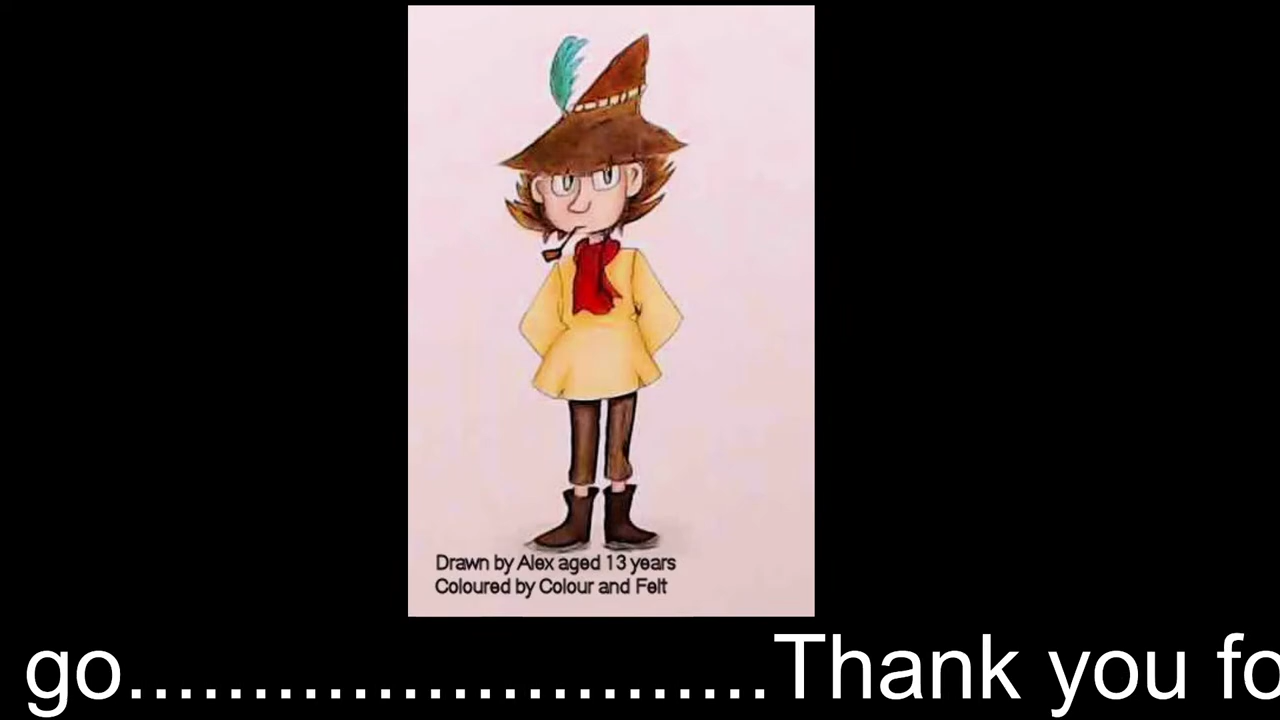 Drawn by Alex aged 13 years
Coloured by Colour and Felt
go..........................Thank you fo